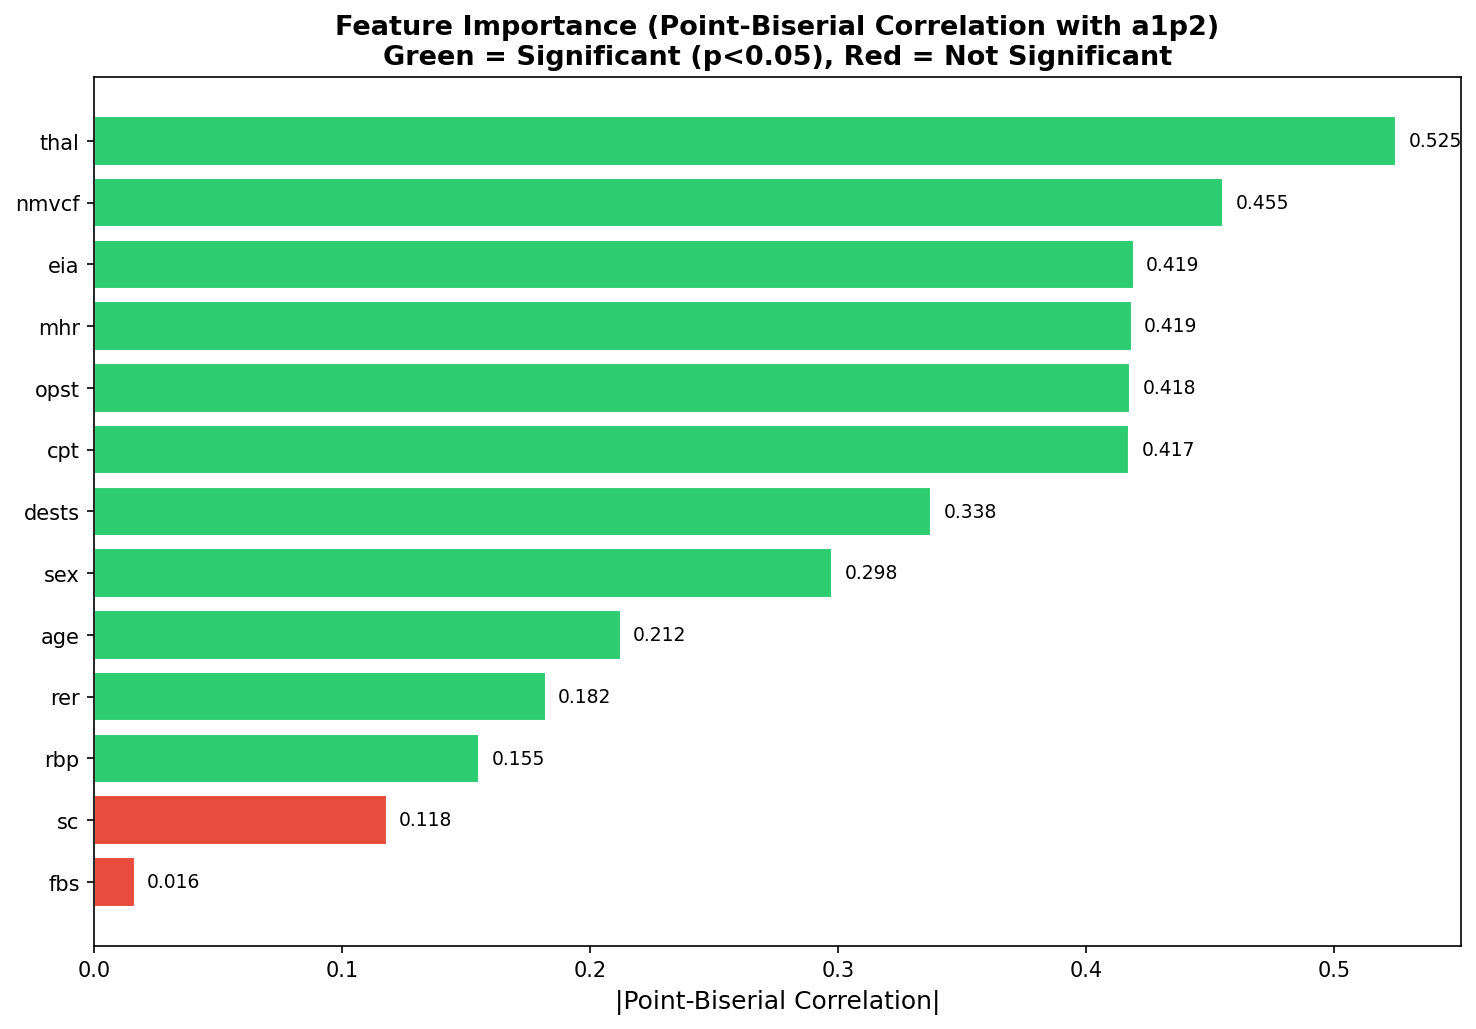 Feature Importance (Point-Biserial Correlation with a1p2)
Green = Significant (p<0.05), Red = Not Significant
thal 0.525
nmvcf 0.455
eia 0.419
mhr 0.419
opst 0.418
cpt 0.417
dests 0.338
sex 0.298
age 0.212
rer 0.182
rbp 0.155
sc 0.118
fbs 0.016
0.0 0.1 0.2 0.3 0.4 0.5
|Point-Biserial Correlation|